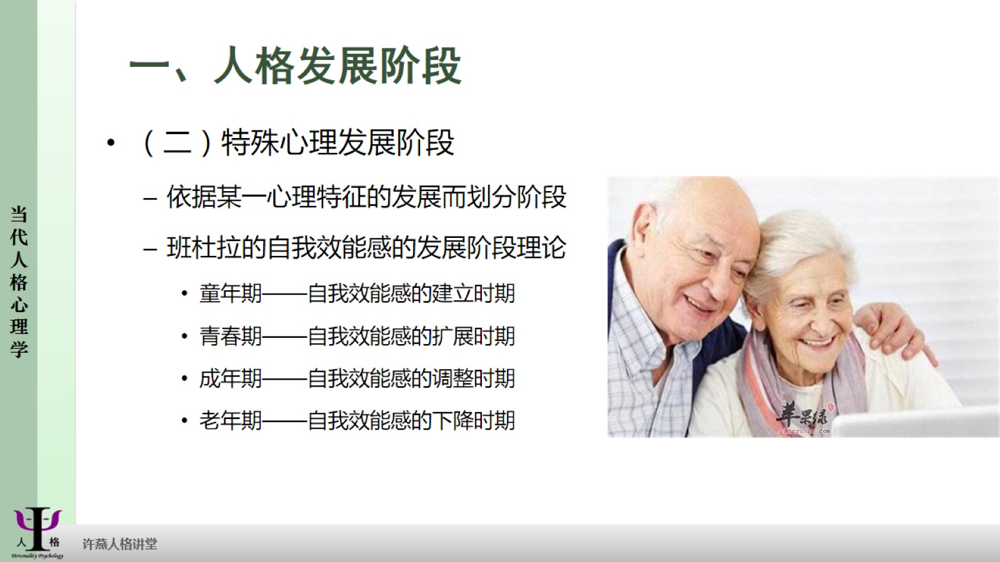 一、人格发展阶段
• （二）特殊心理发展阶段
– 依据某一心理特征的发展而划分阶段
– 班杜拉的自我效能感的发展阶段理论
• 童年期——自我效能感的建立时期
• 青春期——自我效能感的扩展时期
• 成年期——自我效能感的调整时期
• 老年期——自我效能感的下降时期
当代人格心理学
苹果绿
pingguolv.com
人格
Personality Psychology
许燕人格讲堂